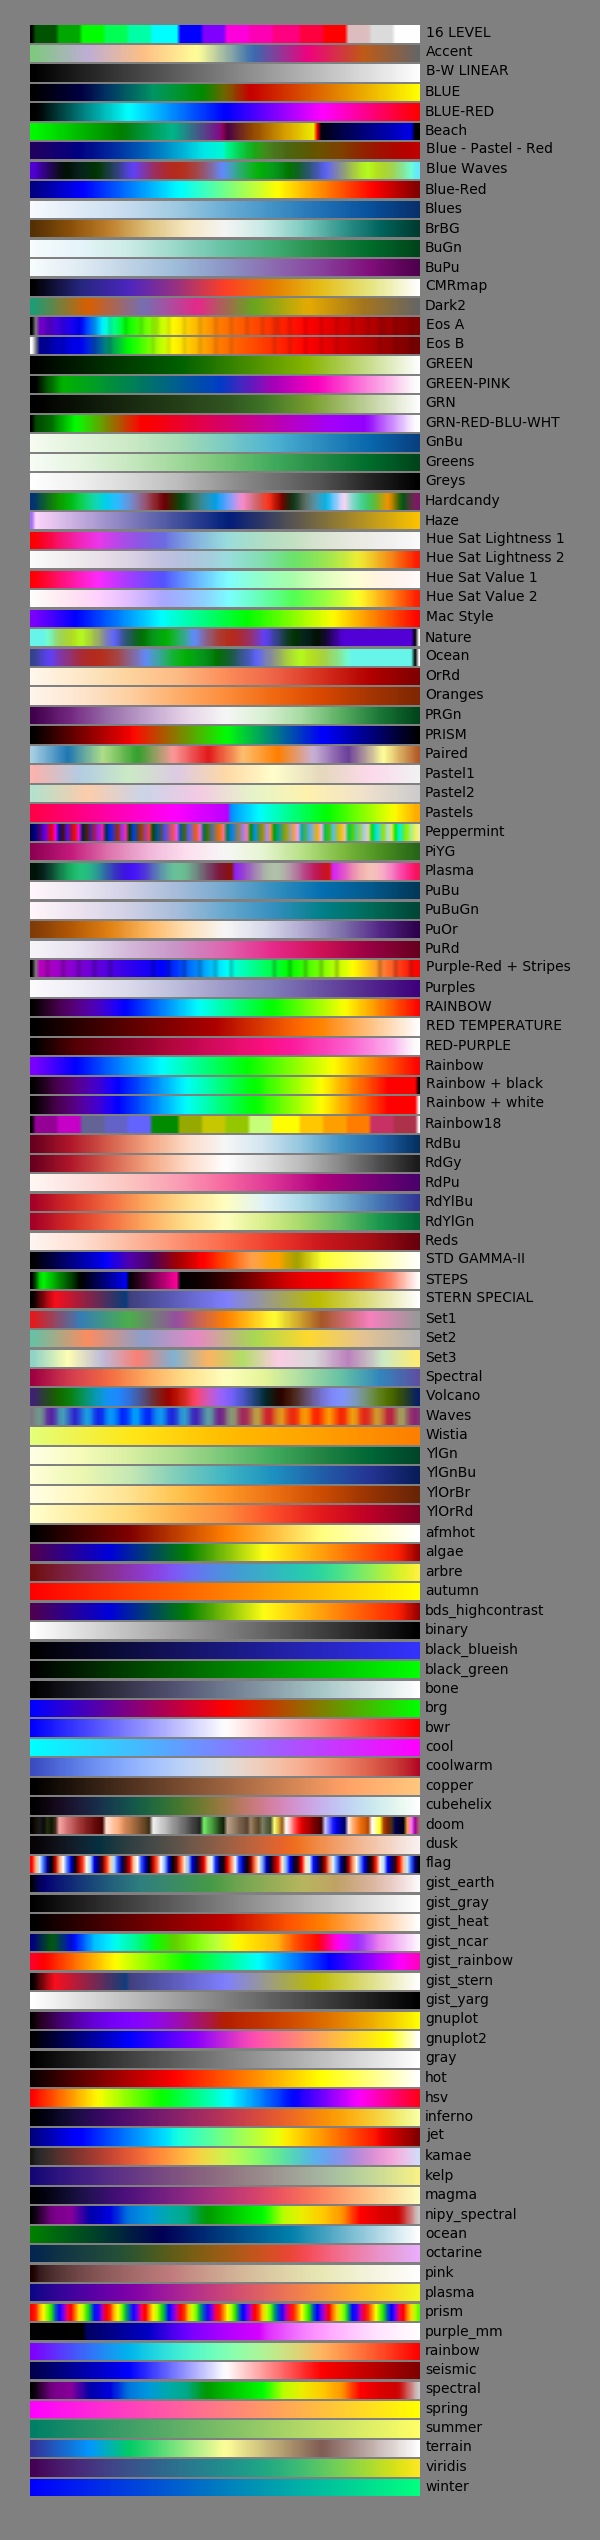 16 LEVEL
Accent
B-W LINEAR
BLUE
BLUE-RED
Beach
Blue - Pastel - Red
Blue Waves
Blue-Red
Blues
BrBG
BuGn
BuPu
CMRmap
Dark2
Eos A
Eos B
GREEN
GREEN-PINK
GRN
GRN-RED-BLU-WHT
GnBu
Greens
Greys
Hardcandy
Haze
Hue Sat Lightness 1
Hue Sat Lightness 2
Hue Sat Value 1
Hue Sat Value 2
Mac Style
Nature
Ocean
OrRd
Oranges
PRGn
PRISM
Paired
Pastel1
Pastel2
Pastels
Peppermint
PiYG
Plasma
PuBu
PuBuGn
PuOr
PuRd
Purple-Red + Stripes
Purples
RAINBOW
RED TEMPERATURE
RED-PURPLE
Rainbow
Rainbow + black
Rainbow + white
Rainbow18
RdBu
RdGy
RdPu
RdYlBu
RdYlGn
Reds
STD GAMMA-II
STEPS
STERN SPECIAL
Set1
Set2
Set3
Spectral
Volcano
Waves
Wistia
YlGn
YlGnBu
YlOrBr
YlOrRd
afmhot
algae
arbre
autumn
bds_highcontrast
binary
black_blueish
black_green
bone
brg
bwr
cool
coolwarm
copper
cubehelix
doom
dusk
flag
gist_earth
gist_gray
gist_heat
gist_ncar
gist_rainbow
gist_stern
gist_yarg
gnuplot
gnuplot2
gray
hot
hsv
inferno
jet
kamae
kelp
magma
nipy_spectral
ocean
octarine
pink
plasma
prism
purple_mm
rainbow
seismic
spectral
spring
summer
terrain
viridis
winter